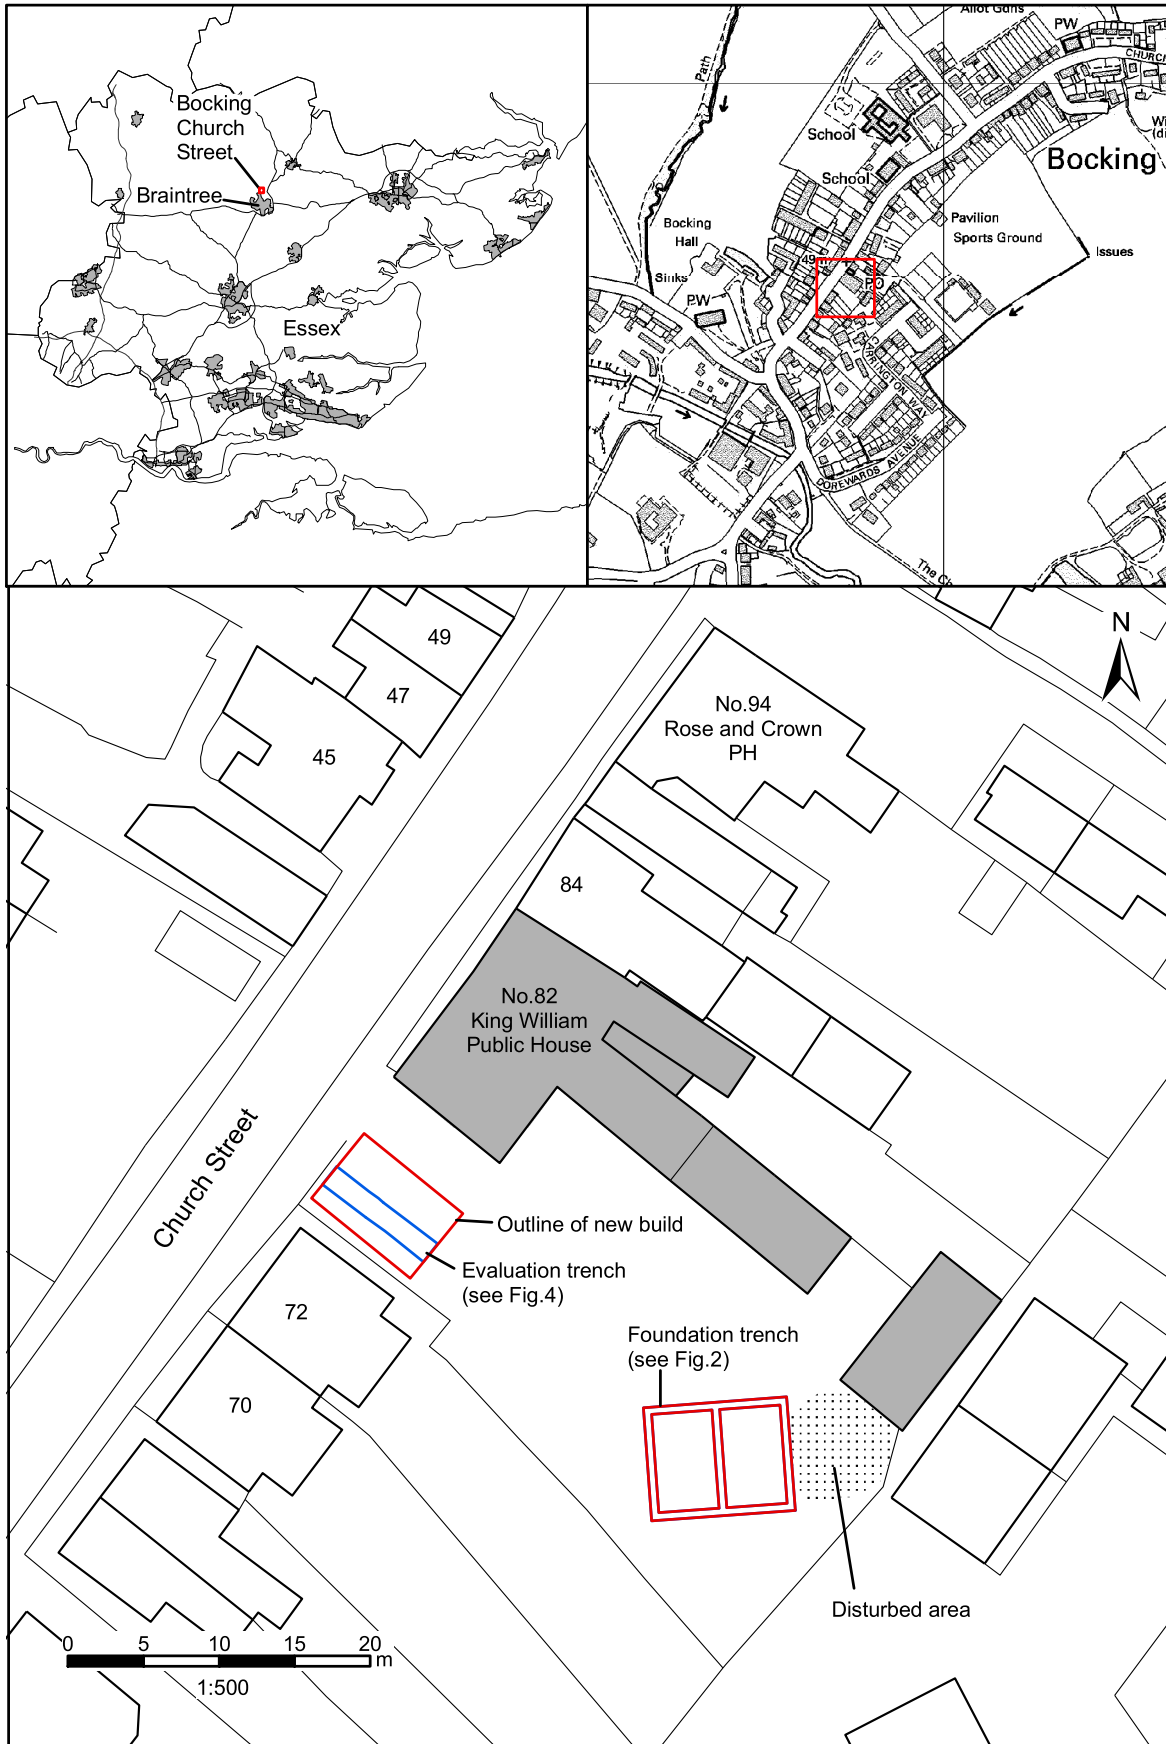 Bocking
Church
Street
Braintree
Essex
Path
Allot Gdns
PW
CHURCH
School
School
Bocking
Bocking
Hall
Pavilion
Sports Ground
Issues
Sinks
PW
49
PO
CARRINGTON WAY
DOREWARDS AVENUE
N
49
47
45
No.94
Rose and Crown
PH
84
No.82
King William
Public House
Church Street
Outline of new build
Evaluation trench
(see Fig.4)
72
70
Foundation trench
(see Fig.2)
Disturbed area
0 5 10 15 20
m
1:500